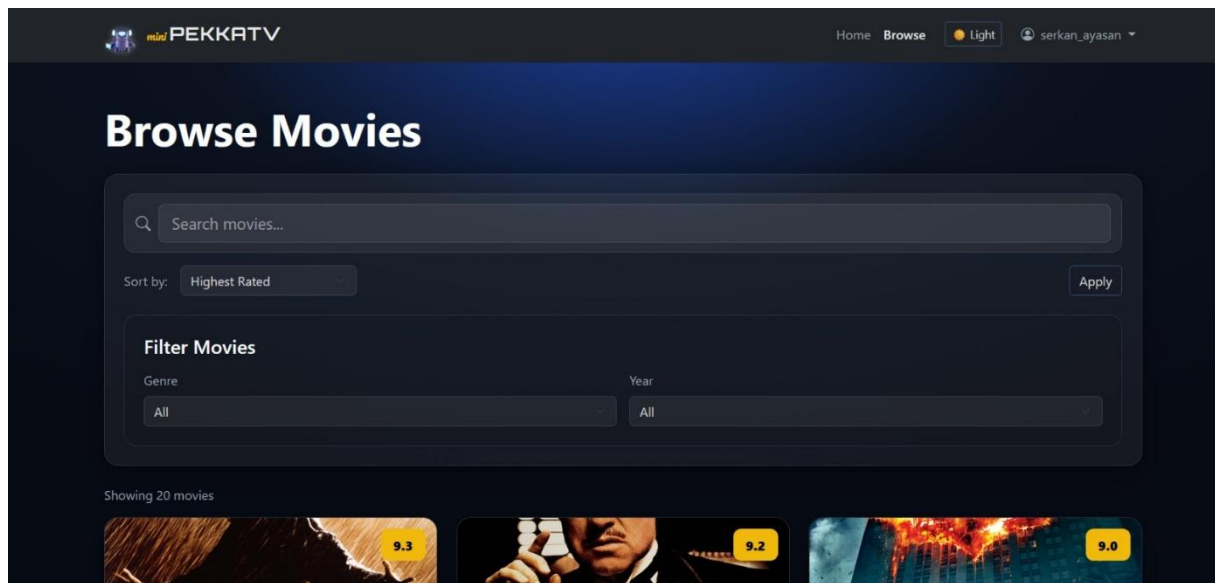 mini PEKKATV
Home Browse Light serkan_ayasan
Browse Movies
Search movies...
Sort by: Highest Rated Apply
Filter Movies
Genre Year
All All
Showing 20 movies
9.3 9.2 9.0